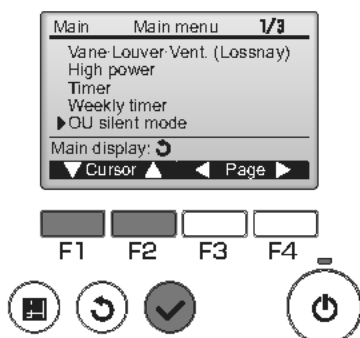 Main Main menu 1/3
Vane·Louver·Vent. (Lossnay)
High power
Timer
Weekly timer
▶OU silent mode
Main display:
▼ Cursor ▲ ◀ Page ▶
F1 F2 F3 F4